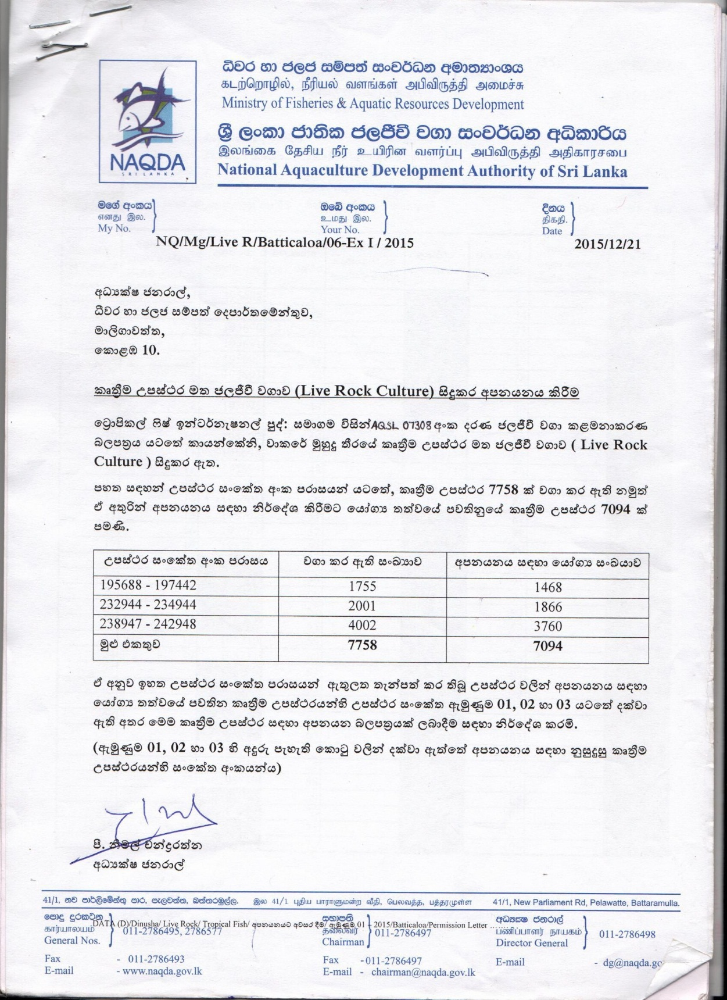 ධීවර හා ජලජ සම්පත් සංවර්ධන අමාත්‍යාංශය
கடற்றொழில், நீரியல் வளங்கள் அபிவிருத்தி அமைச்சு
Ministry of Fisheries & Aquatic Resources Development
ශ්‍රී ලංකා ජාතික ජලජීවී වගා සංවර්ධන අධිකාරිය
இலங்கை தேசிய நீர் உயிரின வளர்ப்பு அபிவிருத்தி அதிகாரசபை
National Aquaculture Development Authority of Sri Lanka
NAQDA
SRI LANKA
මගේ අංකය
எனது இல.
My No.
ඔබේ අංකය
உமது இல.
Your No.
දිනය
திகதி.
Date
NQ/Mg/Live R/Batticaloa/06-Ex I / 2015
2015/12/21
අධ්‍යක්ෂ ජනරාල්,
ධීවර හා ජලජ සම්පත් දෙපාර්තමේන්තුව,
මාලිගාවත්ත,
කොළඹ 10.
කෘත්‍රීම උපස්ථර මත ජලජීවී වගාව (Live Rock Culture) සිදුකර අපනයනය කිරීම
ට්‍රොපිකල් ෆිෂ් ඉන්ටර්නැෂනල් පුද්: සමාගම විසින් AQSL 07308 අංක දරණ ජලජීවී වගා කළමනාකරණ
බලපත්‍රය යටතේ කායන්කේනි, වාකරේ මුහුදු තීරයේ කෘත්‍රීම උපස්ථර මත ජලජීවී වගාව ( Live Rock
Culture ) සිදුකර ඇත.
පහත සඳහන් උපස්ථර සංකේත අංක පරාසයන් යටතේ, කෘත්‍රීම උපස්ථර 7758 ක් වගා කර ඇති නමුත්
ඒ අතුරින් අපනයනය සඳහා නිර්දේශ කිරීමට යෝග්‍ය තත්වයේ පවතිනුයේ කෘත්‍රීම උපස්ථර 7094 ක්
පමණි.
උපස්ථර සංකේත අංක පරාසය වගා කර ඇති සංඛ්‍යාව අපනයනය සඳහා යෝග්‍ය සංඛයාව
195688 - 197442 1755 1468
232944 - 234944 2001 1866
238947 - 242948 4002 3760
මුළු එකතුව 7758 7094
ඒ අනුව ඉහත උපස්ථර සංකේත පරාසයන් ඇතුලත තැන්පත් කර තිබූ උපස්ථර වලින් අපනයනය සඳහා
යෝග්‍ය තත්වයේ පවතින කෘත්‍රීම උපස්ථරයන්හි උපස්ථර සංකේත ඇමුණුම 01, 02 හා 03 යටතේ දක්වා
ඇති අතර මෙම කෘත්‍රීම උපස්ථර සඳහා අපනයන බලපත්‍රයක් ලබාදීම සඳහා නිර්දේශ කරමි.
(ඇමුණුම 01, 02 හා 03 හි අදුරු පැහැති කොටු වලින් දක්වා ඇත්තේ අපනයනය සඳහා නුසුදුසු කෘත්‍රීම
උපස්ථරයන්හි සංකේත අංකයන්ය)
පී. නිමල් චන්ද්‍රරත්න
අධ්‍යක්ෂ ජනරාල්
41/1, නව පාර්ලිමේන්තු පාර, පැලවත්ත, බත්තරමුල්ල. இல 41/1 புதிய பாராளுமன்ற வீதி, பெலவத்த, பத்தரமுள்ள 41/1, New Parliament Rd, Pelawatte, Battaramulla.
පොදු දුරකථන
கார்யாலயம்
General Nos.
011-2786495, 2786577
සභාපති
தலைவர்
Chairman
011-2786497
අධ්‍යක්ෂ ජනරාල්
பணிப்பாளர் நாயகம்
Director General
011-2786498
DATA (D)/Dinusha/ Live Rock/ Tropical Fish/ අපනයනයට අවසර දීම/ ඇමුණුම 01 – 2015/Batticaloa/Permission Letter ........
Fax - 011-2786493
E-mail - www.naqda.gov.lk
Fax - 011-2786497
E-mail - chairman@naqda.gov.lk
E-mail - dg@naqda.gc